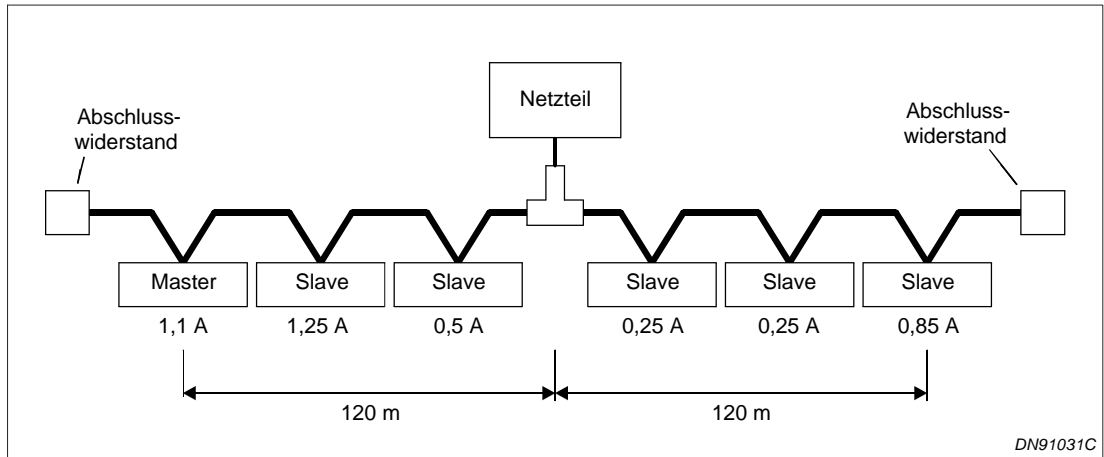 Netzteil
Abschluss-
widerstand
Abschluss-
widerstand
Master
Slave
Slave
Slave
Slave
Slave
1,1 A
1,25 A
0,5 A
0,25 A
0,25 A
0,85 A
120 m
120 m
DN91031C